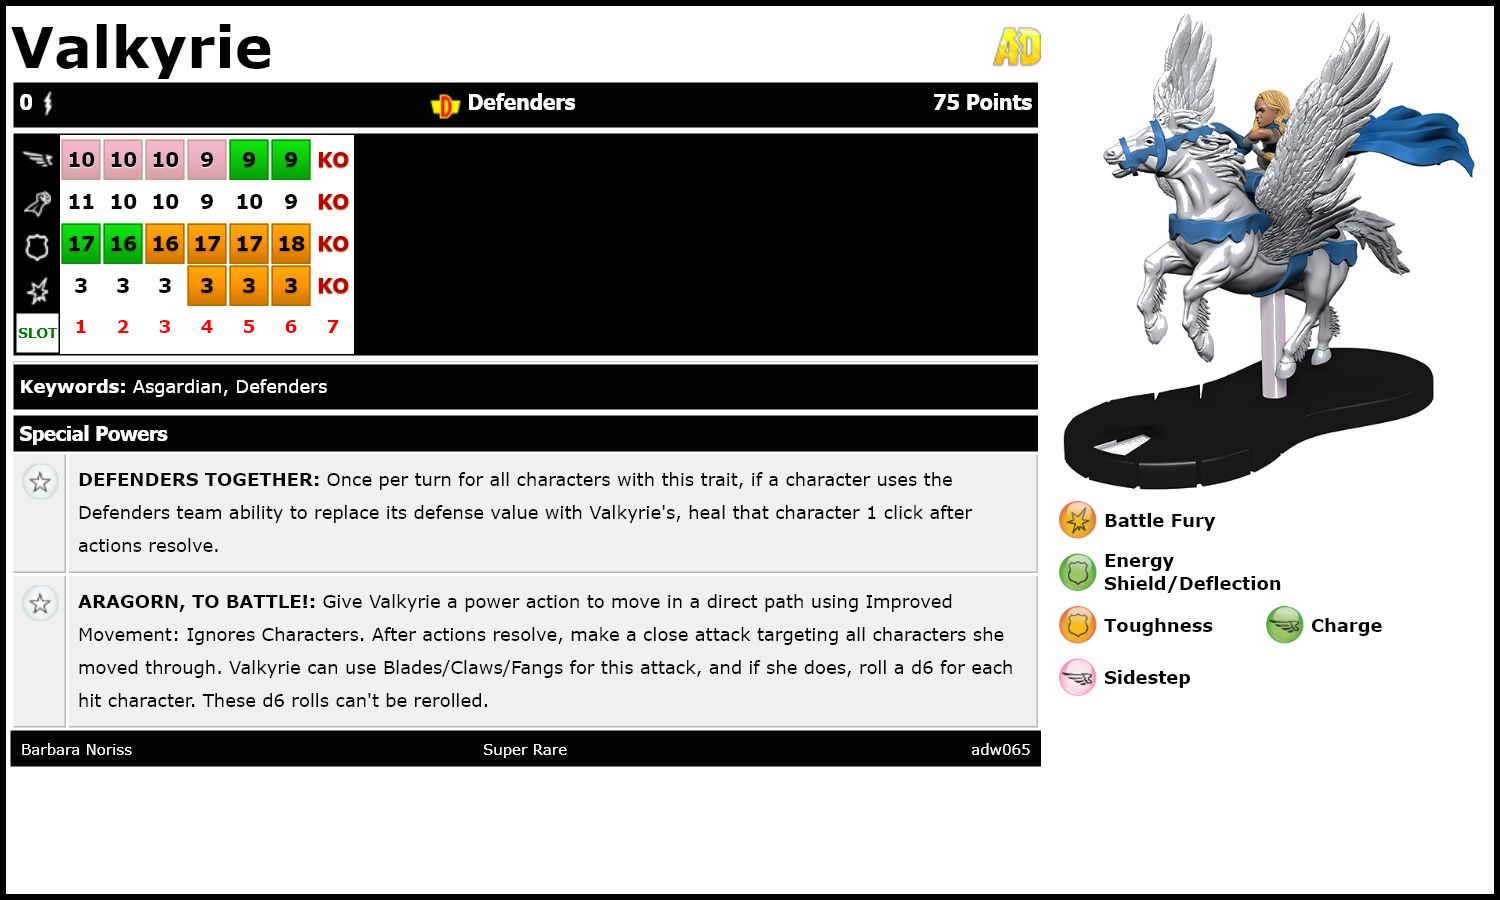 Valkyrie
AD
0 Defenders 75 Points
10 10 10 9 9 9 KO
11 10 10 9 10 9 KO
17 16 16 17 17 18 KO
3 3 3 3 3 3 KO
SLOT 1 2 3 4 5 6 7
Keywords: Asgardian, Defenders
Special Powers
DEFENDERS TOGETHER: Once per turn for all characters with this trait, if a character uses the
Defenders team ability to replace its defense value with Valkyrie's, heal that character 1 click after
actions resolve.
ARAGORN, TO BATTLE!: Give Valkyrie a power action to move in a direct path using Improved
Movement: Ignores Characters. After actions resolve, make a close attack targeting all characters she
moved through. Valkyrie can use Blades/Claws/Fangs for this attack, and if she does, roll a d6 for each
hit character. These d6 rolls can't be rerolled.
Barbara Noriss Super Rare adw065
Battle Fury
Energy
Shield/Deflection
Toughness Charge
Sidestep